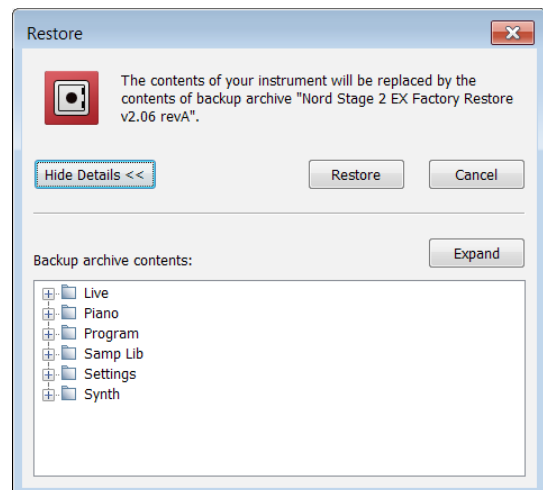 Restore
The contents of your instrument will be replaced by the
contents of backup archive "Nord Stage 2 EX Factory Restore
v2.06 revA".
Hide Details << Restore Cancel
Expand
Backup archive contents:
Live
Piano
Program
Samp Lib
Settings
Synth